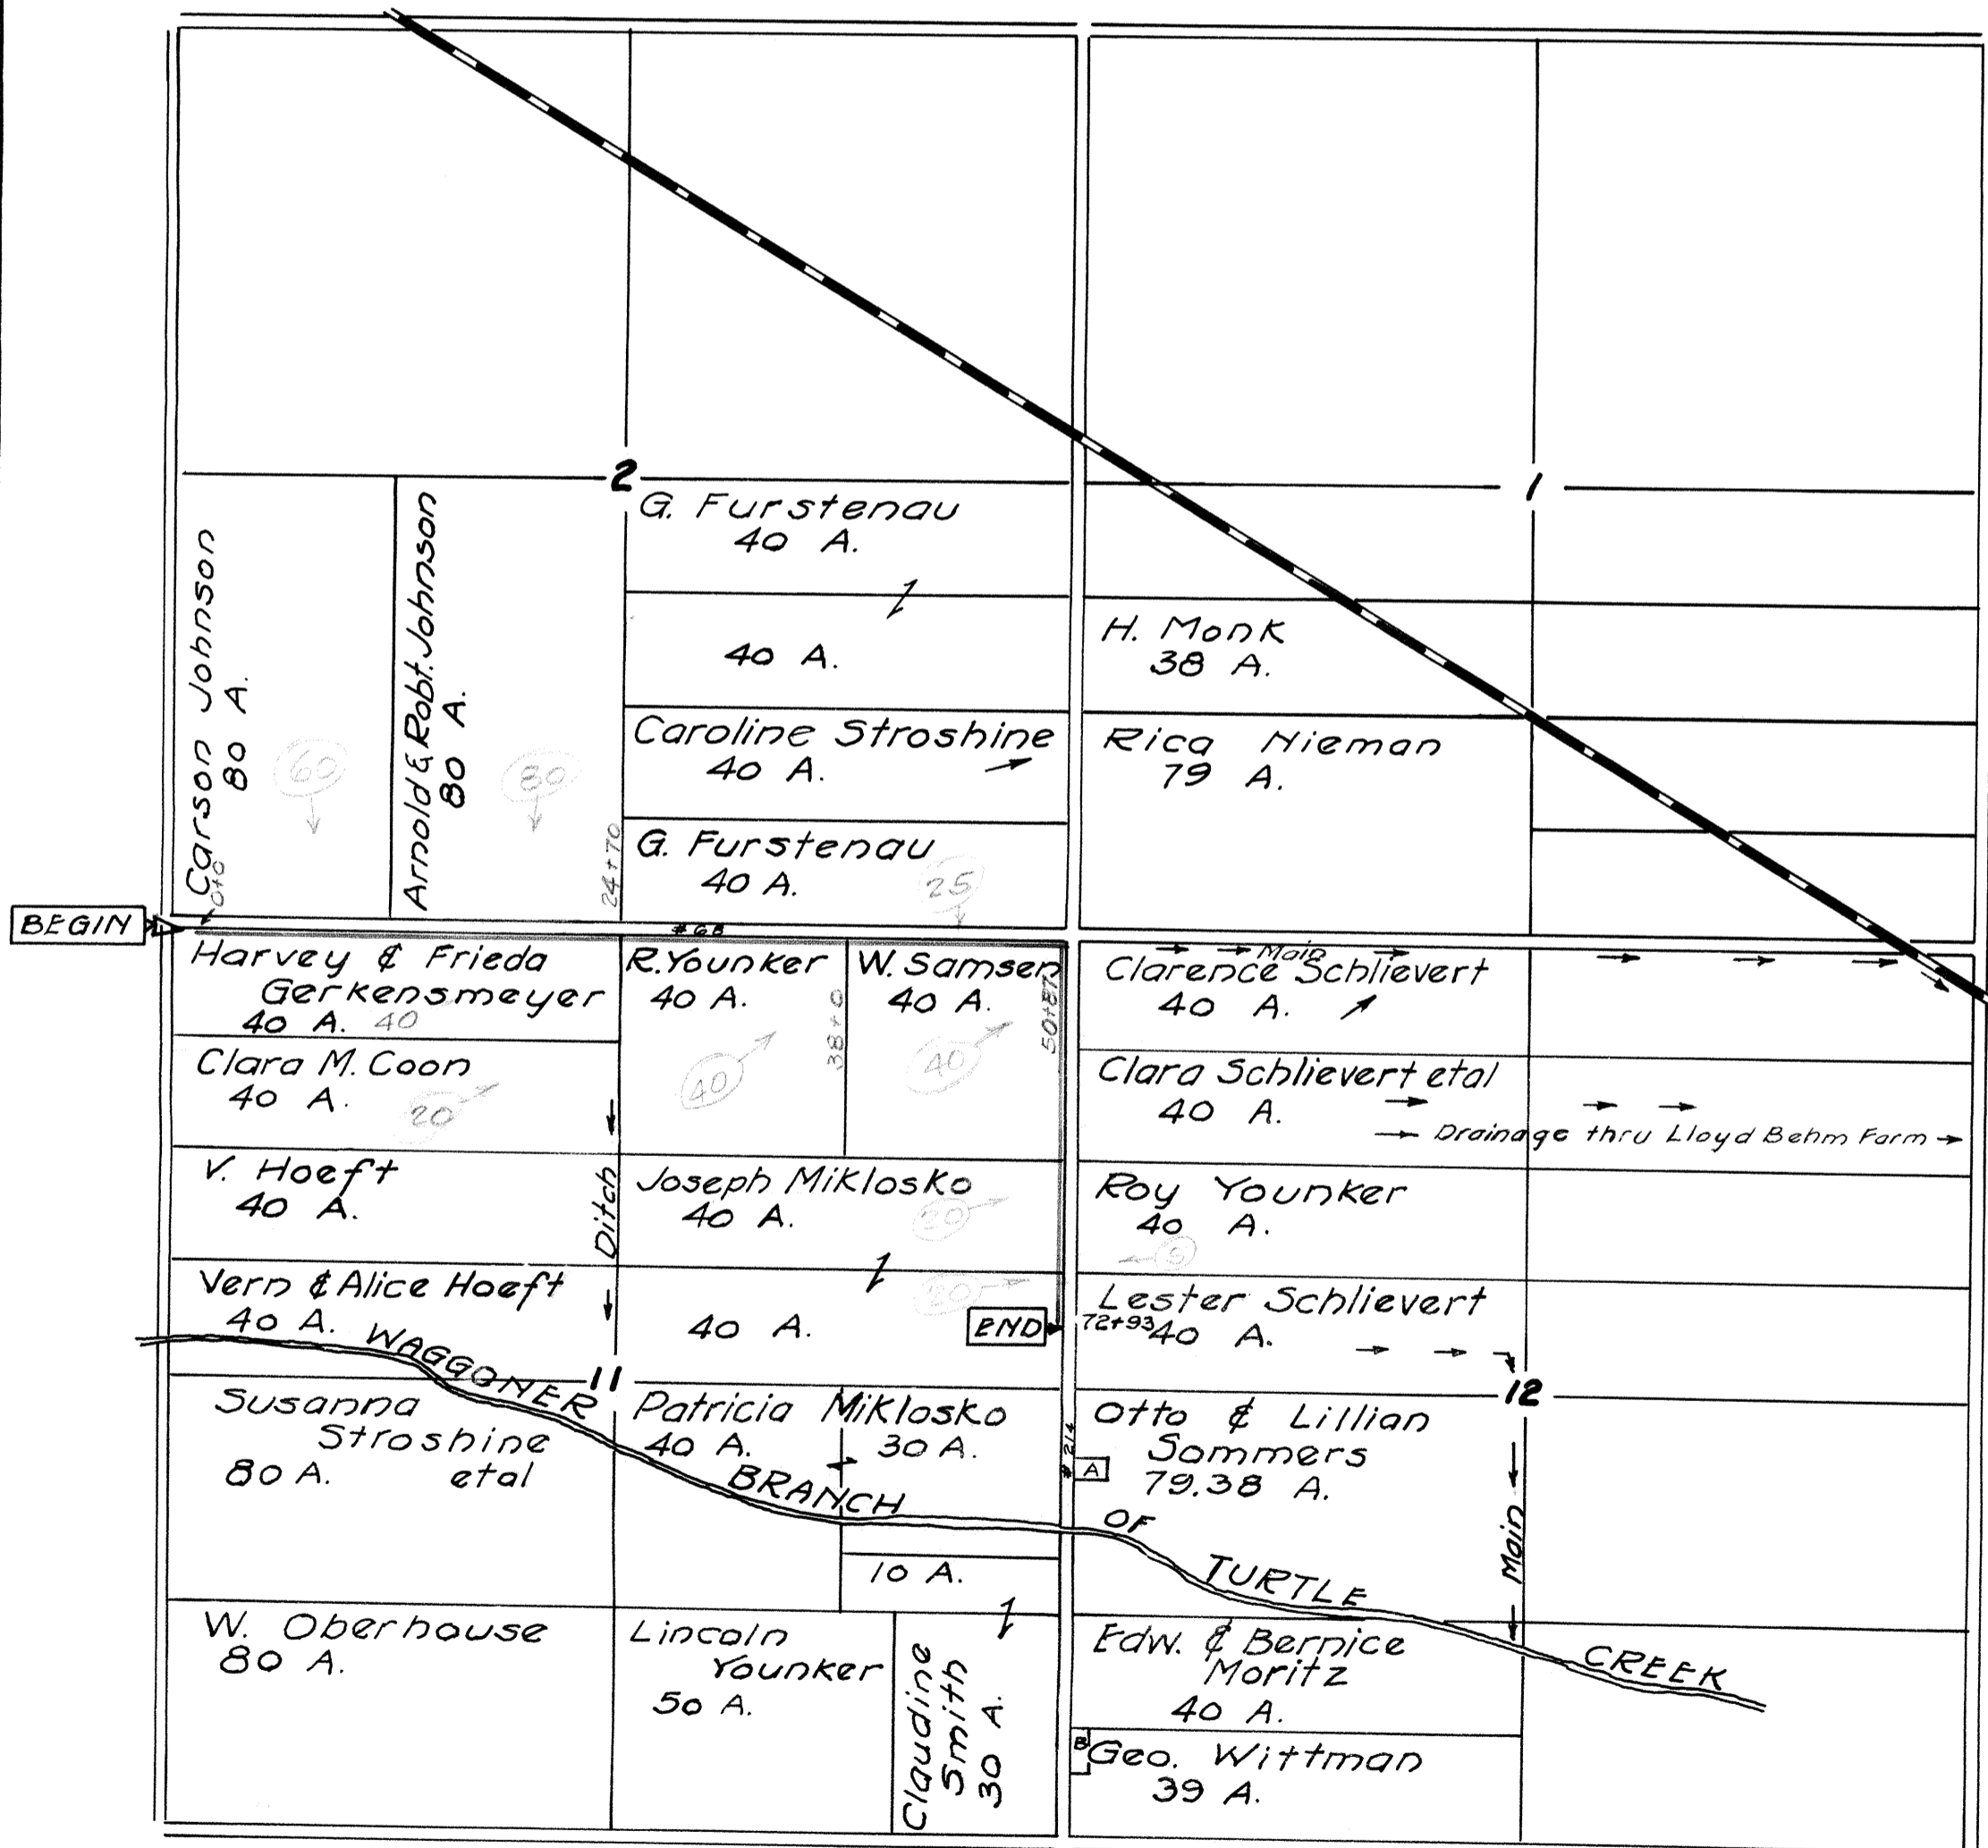 2
1
G. Furstenau
40 A.
40 A.
Carson Johnson
80 A.
60
0+0
Arnold & Robt. Johnson
80 A.
80
24+70
Caroline Stroshine
40 A.
G. Furstenau
40 A.
25
H. Monk
38 A.
Rica Nieman
79 A.
BEGIN
#68
Harvey & Frieda
Gerkensmeyer
40 A. 40
R. Younker
40 A.
40
38+0
W. Samsen
40 A.
40
50+87
Main
Clarence Schlievert
40 A.
Clara M. Coon
40 A.
20
Clara Schlievert etal
40 A.
Drainage thru Lloyd Behm Farm
V. Hoeft
40 A.
Ditch
Joseph Miklosko
40 A.
20
Roy Younker
40 A.
5
Vern & Alice Hoeft
40 A.
20
40 A.
END
Lester Schlievert
72+93
40 A.
WAGGONER
11
12
Susanna
Stroshine
etal
80 A.
Patricia Miklosko
40 A.
30 A.
BRANCH
#214
A
Otto & Lillian
Sommers
79.38 A.
OF
Main
10 A.
TURTLE
CREEK
W. Oberhouse
80 A.
Lincoln
Younker
50 A.
Claudine
Smith
30 A.
Edw. & Bernice
Moritz
40 A.
B
Geo. Wittman
39 A.